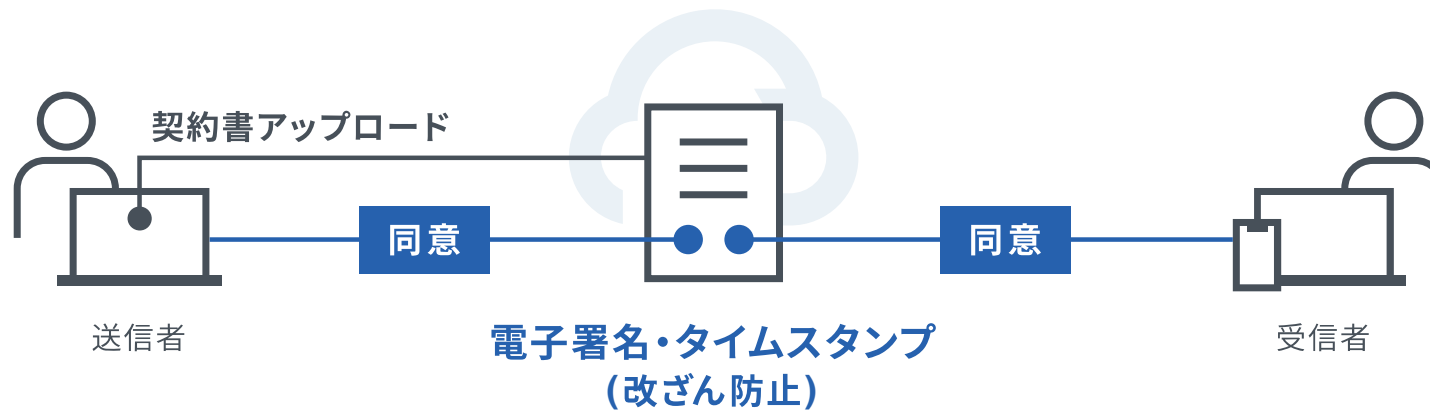 契約書アップロード
同意
同意
送信者
電子署名・タイムスタンプ
(改ざん防止)
受信者